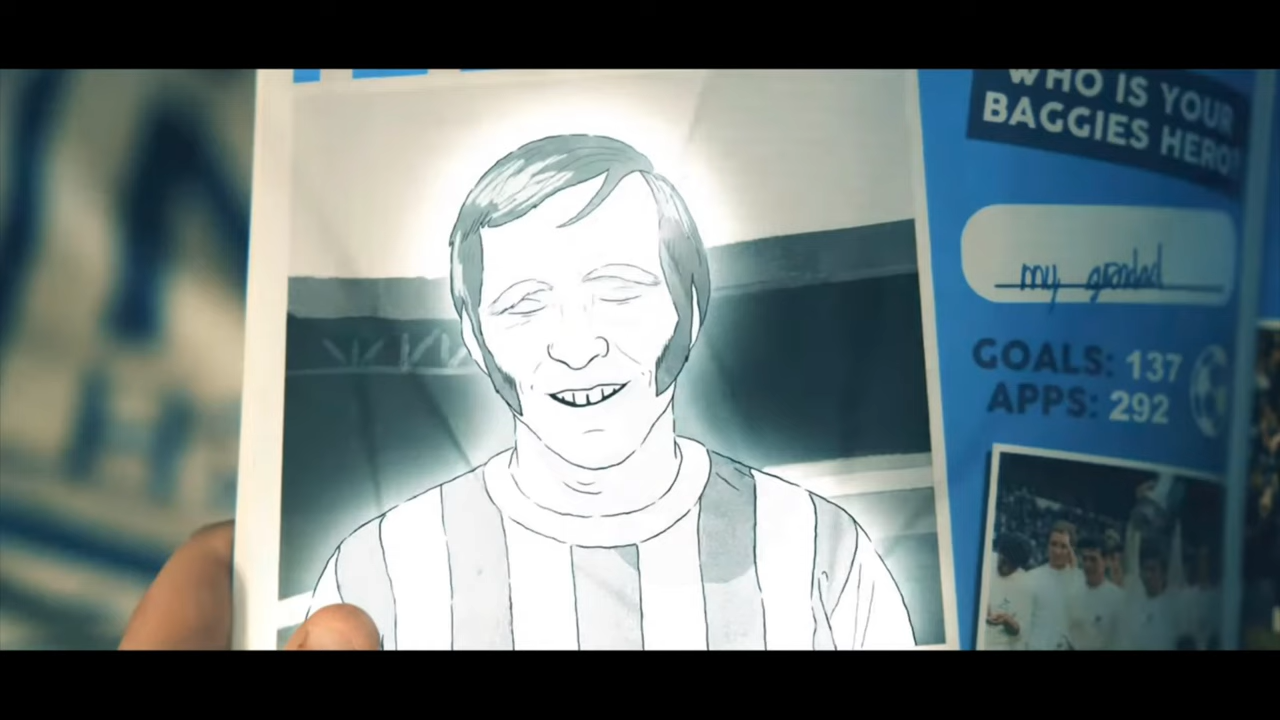 WHO IS YOUR
BAGGIES HERO?
my grandad
GOALS: 137
APPS: 292